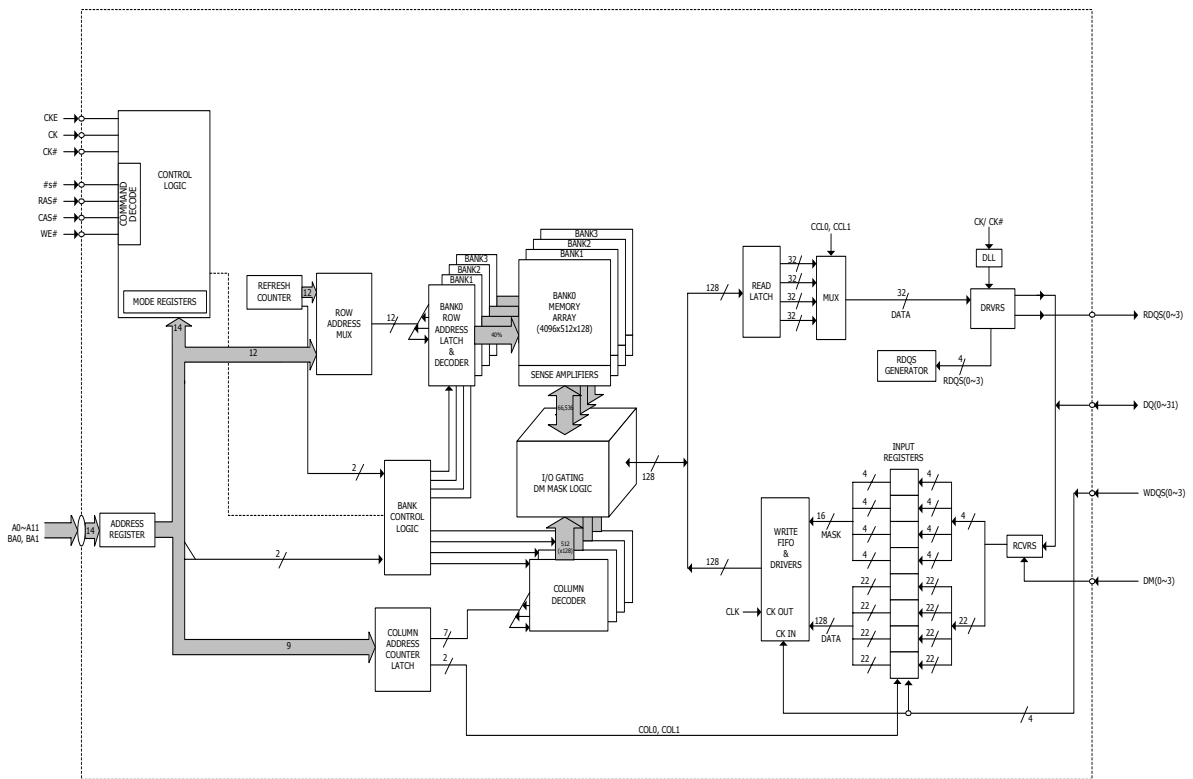 CKE
CK
CK#
#s#
RAS#
CAS#
WE#
COMMAND
DECODE
CONTROL
LOGIC
MODE REGISTERS
14
REFRESH
COUNTER
12
ROW
ADDRESS
MUX
12
12
BANK3
BANK2
BANK1
BANK0
ROW
ADDRESS
LATCH
&
DECODER
40%
BANK3
BANK2
BANK1
BANK0
MEMORY
ARRAY
(4096x512x128)
SENSE AMPLIFIERS
66,536
I/O GATING
DM MASK LOGIC
128
2
BANK
CONTROL
LOGIC
2
A0~A11
BA0, BA1
14
ADDRESS
REGISTER
512
(x128)
COLUMN
DECODER
9
COLUMN
ADDRESS
COUNTER
LATCH
7
2
COL0, COL1
128
READ
LATCH
32
32
32
32
CCL0, CCL1
MUX
32
DATA
CK/ CK#
DLL
DRVRS
RDQS(0~3)
RDQS
GENERATOR
4
RDQS(0~3)
DQ(0~31)
INPUT
REGISTERS
4
4
4
4
4
4
4
4
WDQS(0~3)
128
WRITE
FIFO
&
DRIVERS
CLK
CK OUT
CK IN
16
MASK
4
RCVRS
DM(0~3)
22
22
22
22
22
22
22
22
128
DATA
22
4